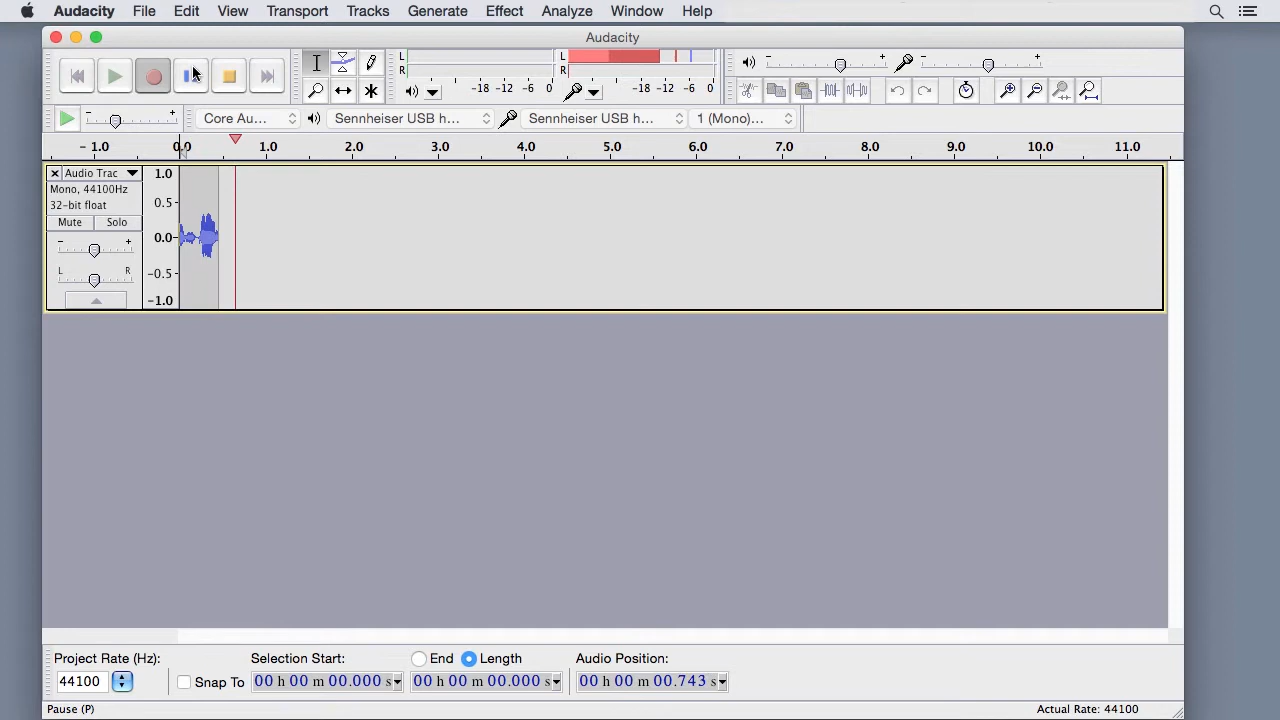 Audacity File Edit View Transport Tracks Generate Effect Analyze Window Help
Audacity
L
R
-18 -12 -6 0
L
R
-18 -12 -6 0
Core Au... Sennheiser USB h... Sennheiser USB h... 1 (Mono)...
- 1.0 0.0 1.0 2.0 3.0 4.0 5.0 6.0 7.0 8.0 9.0 10.0 11.0
Audio Trac
Mono, 44100Hz
32-bit float
Mute Solo
- +
L R
1.0
0.5
0.0
-0.5
-1.0
Project Rate (Hz): Selection Start: End Length Audio Position:
44100 Snap To 00 h 00 m 00.000 s 00 h 00 m 00.000 s 00 h 00 m 00.743 s
Pause (P) Actual Rate: 44100